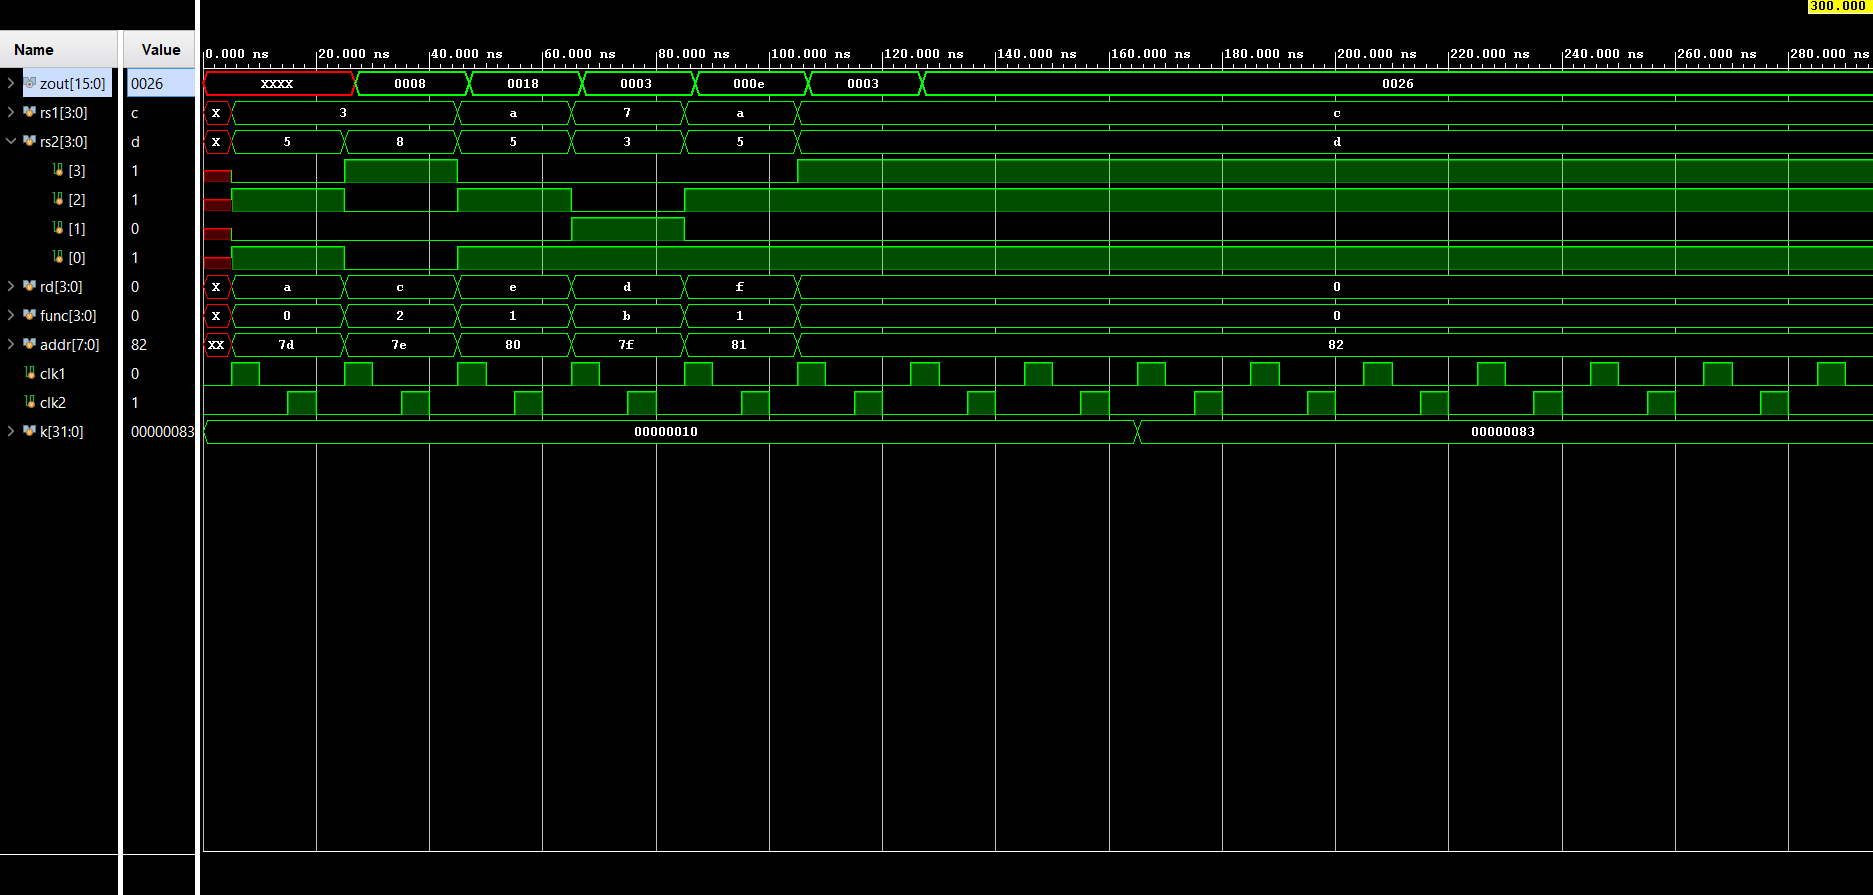 300.000
Name Value 0.000 ns 20.000 ns 40.000 ns 60.000 ns 80.000 ns 100.000 ns 120.000 ns 140.000 ns 160.000 ns 180.000 ns 200.000 ns 220.000 ns 240.000 ns 260.000 ns 280.000 ns
zout[15:0] 0026 XXXX 0008 0018 0003 000e 0003 0026
rs1[3:0] c X 3 a 7 a c
rs2[3:0] d X 5 8 5 3 5 d
[3] 1
[2] 1
[1] 0
[0] 1
rd[3:0] 0 X a c e d f 0
func[3:0] 0 X 0 2 1 b 1 0
addr[7:0] 82 XX 7d 7e 80 7f 81 82
clk1 0
clk2 1
k[31:0] 00000083 00000010 00000083